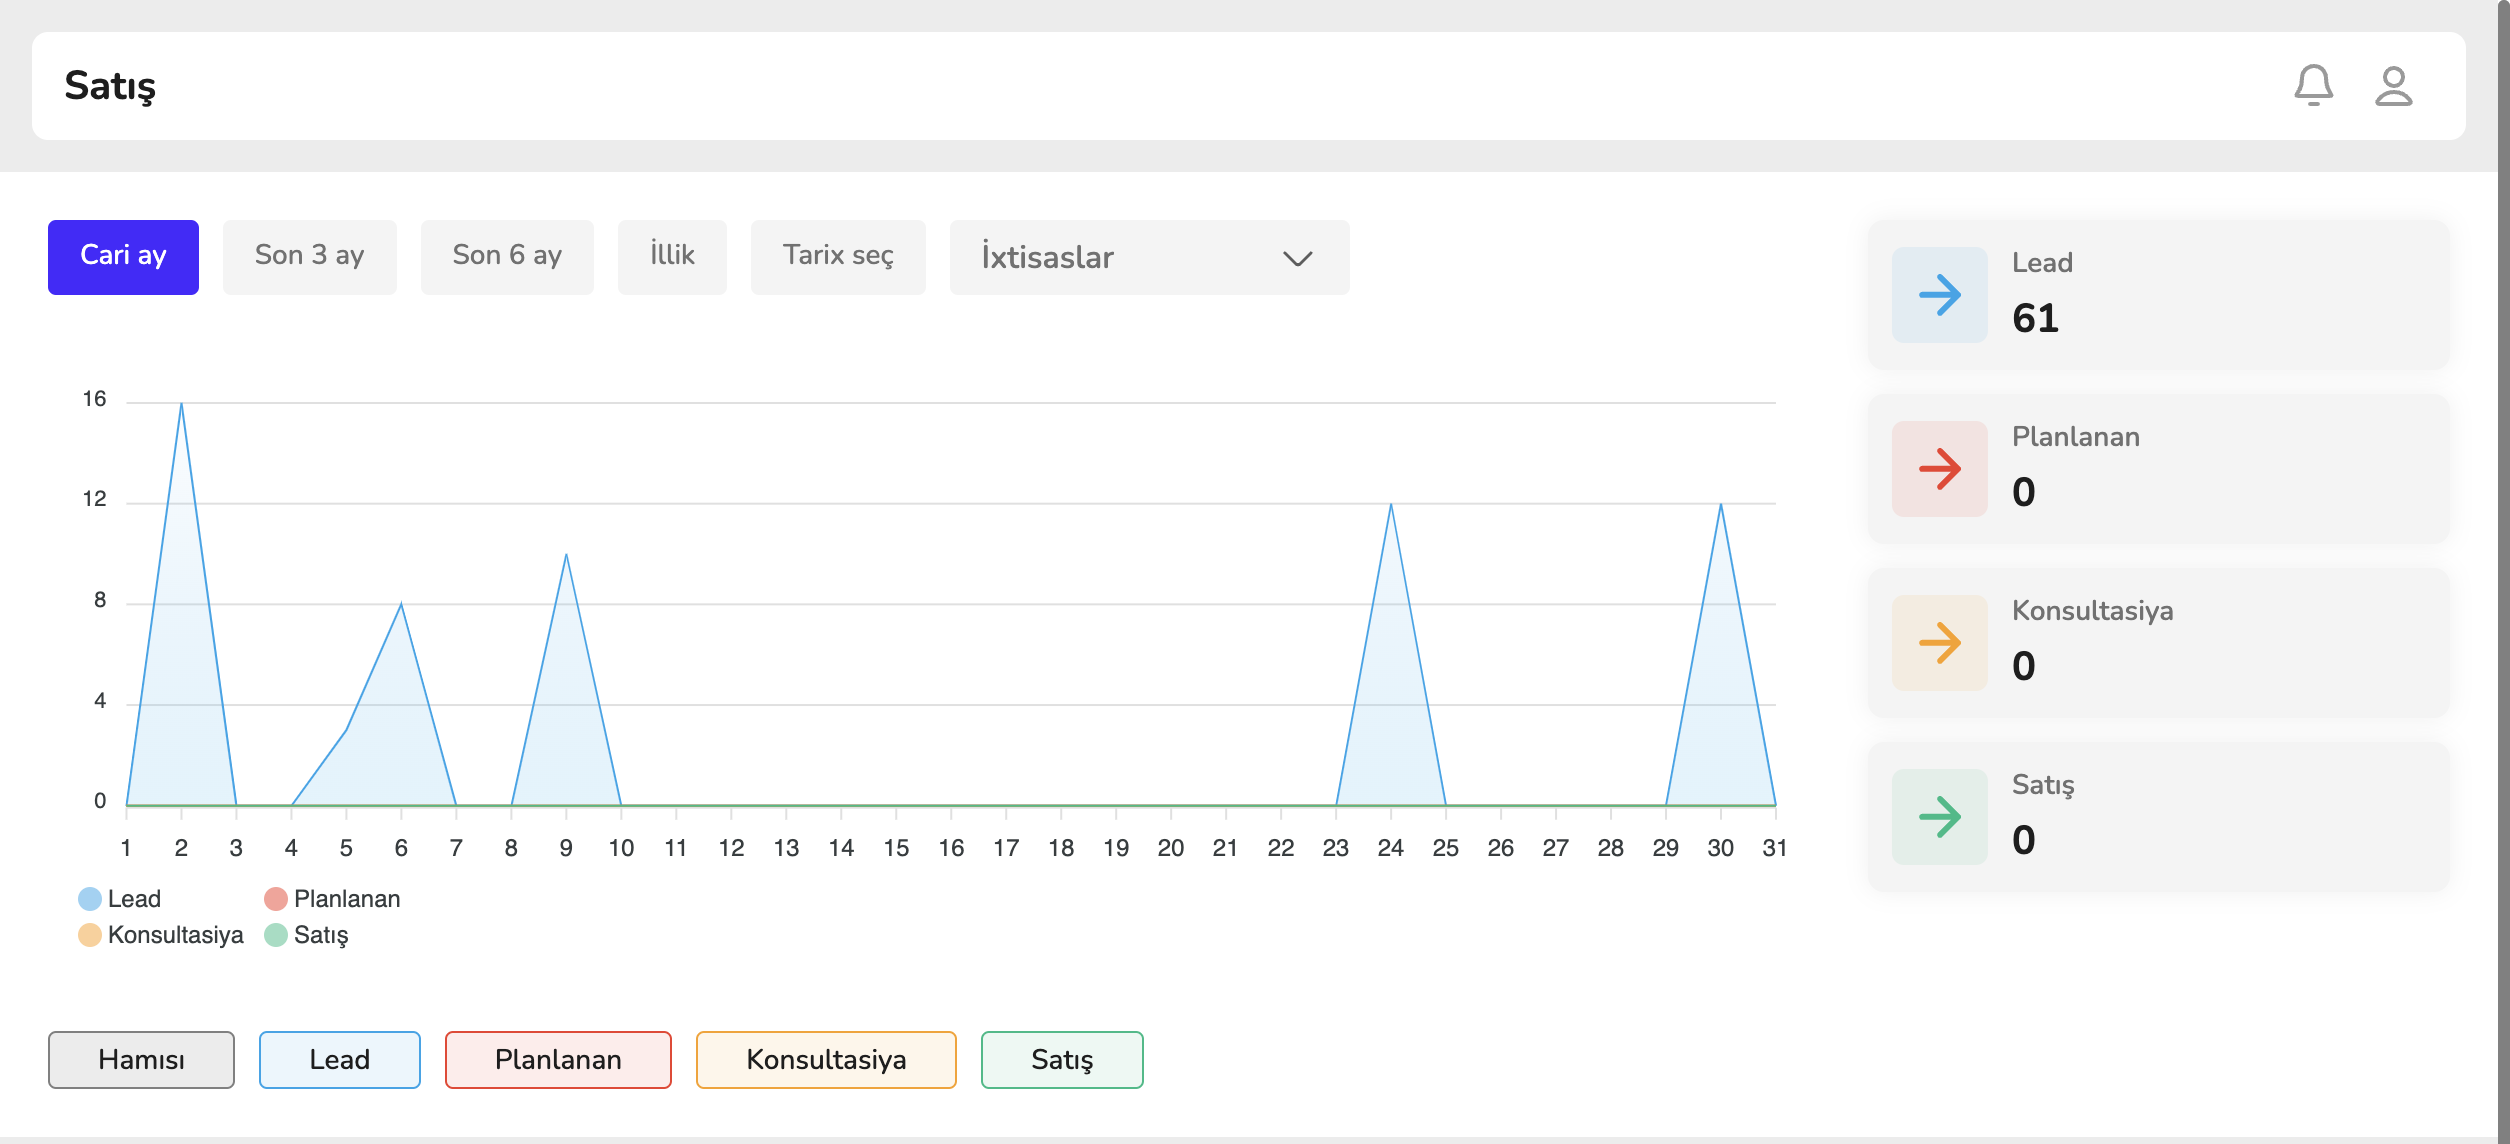 Satış
Cari ay
Son 3 ay
Son 6 ay
İllik
Tarix seç
İxtisaslar
16
12
8
4
0
1 2 3 4 5 6 7 8 9 10 11 12 13 14 15 16 17 18 19 20 21 22 23 24 25 26 27 28 29 30 31
Lead
Planlanan
Konsultasiya
Satış
Lead
61
Planlanan
0
Konsultasiya
0
Satış
0
Hamısı
Lead
Planlanan
Konsultasiya
Satış